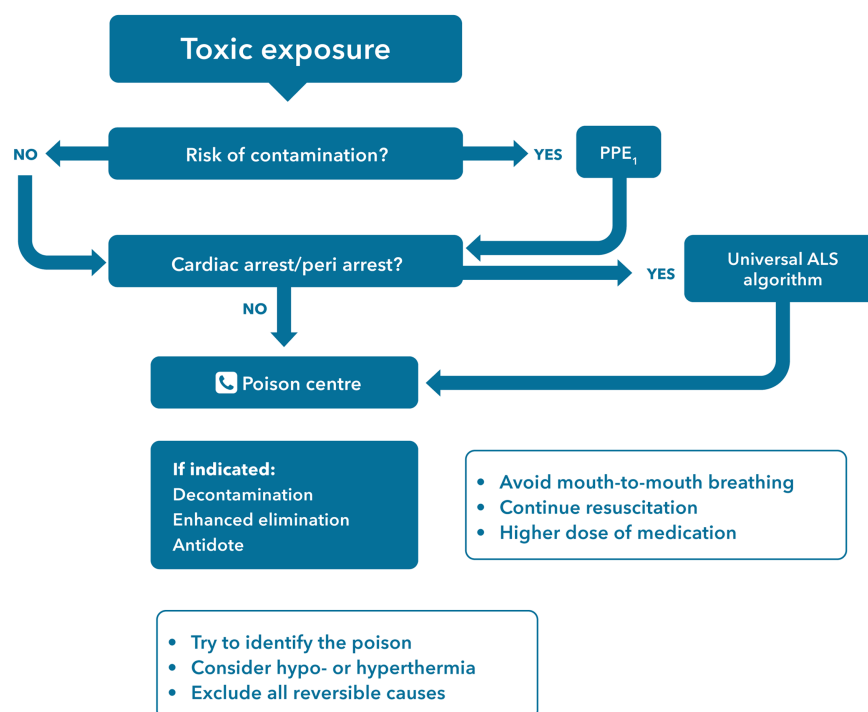 Toxic exposure
Risk of contamination?
NO
YES
PPE1
Cardiac arrest/peri arrest?
YES
Universal ALS
algorithm
NO
Poison centre
If indicated:
Decontamination
Enhanced elimination
Antidote
• Avoid mouth-to-mouth breathing
• Continue resuscitation
• Higher dose of medication
• Try to identify the poison
• Consider hypo- or hyperthermia
• Exclude all reversible causes